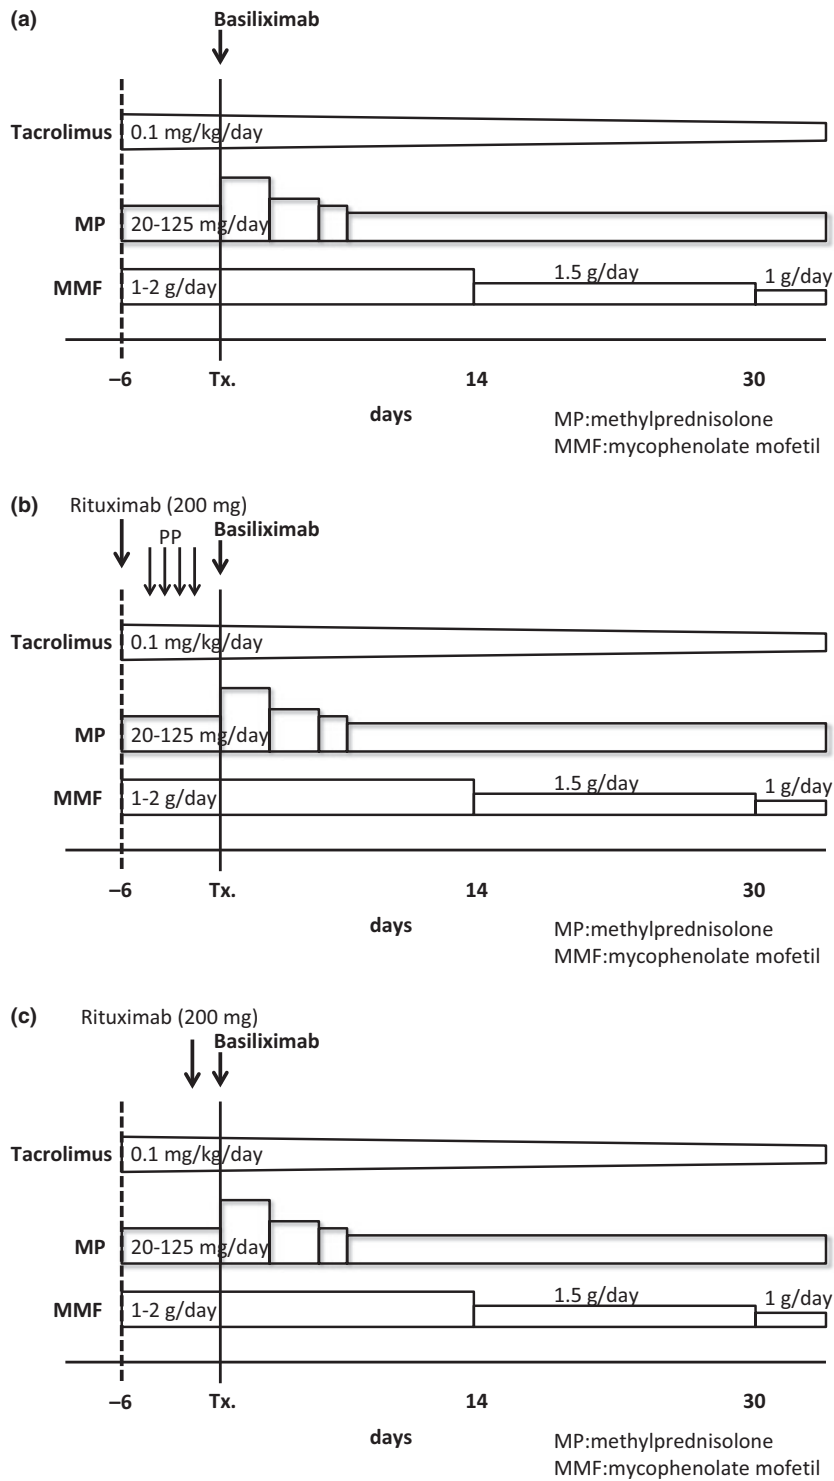 (a)
Basiliximab
Tacrolimus 0.1 mg/kg/day
MP 20-125 mg/day
MMF 1-2 g/day 1.5 g/day 1 g/day
–6 Tx. 14 30
days
MP:methylprednisolone
MMF:mycophenolate mofetil
(b) Rituximab (200 mg)
PP Basiliximab
Tacrolimus 0.1 mg/kg/day
MP 20-125 mg/day
MMF 1-2 g/day 1.5 g/day 1 g/day
–6 Tx. 14 30
days
MP:methylprednisolone
MMF:mycophenolate mofetil
(c) Rituximab (200 mg)
Basiliximab
Tacrolimus 0.1 mg/kg/day
MP 20-125 mg/day
MMF 1-2 g/day 1.5 g/day 1 g/day
–6 Tx. 14 30
days
MP:methylprednisolone
MMF:mycophenolate mofetil